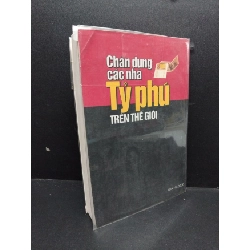 Chân dung
các nhà
Tỷ phú
TRÊN THẾ GIỚI